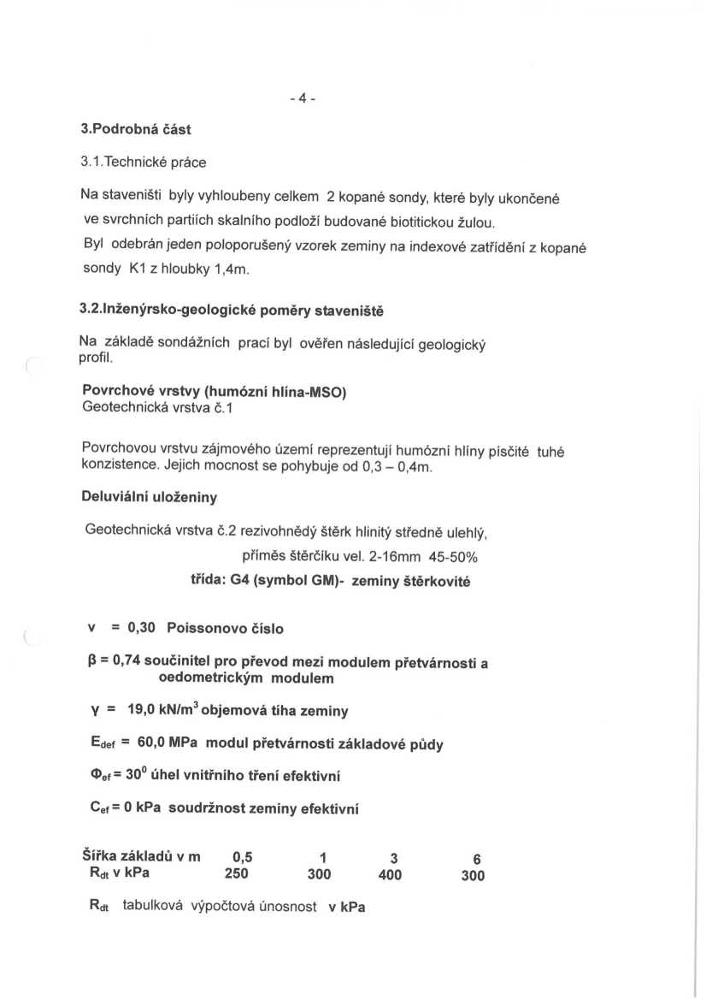 - 4 -
3.Podrobná část
3.1.Technické práce
Na staveništi byly vyhloubeny celkem 2 kopané sondy, které byly ukončené
ve svrchních partiích skalního podloží budované biotitickou žulou.
Byl odebrán jeden poloporušený vzorek zeminy na indexové zatřídění z kopané
sondy K1 z hloubky 1,4m.
3.2.Inženýrsko-geologické poměry staveniště
Na základě sondážních prací byl ověřen následující geologický
profil.
Povrchové vrstvy (humózní hlína-MSO)
Geotechnická vrstva č.1
Povrchovou vrstvu zájmového území reprezentují humózní hlíny písčité tuhé
konzistence. Jejich mocnost se pohybuje od 0,3 – 0,4m.
Deluviální uloženiny
Geotechnická vrstva č.2 rezivohnědý štěrk hlinitý středně ulehlý,
příměs štěrčíku vel. 2-16mm 45-50%
třída: G4 (symbol GM)- zeminy štěrkovité
ν = 0,30 Poissonovo číslo
β = 0,74 součinitel pro převod mezi modulem přetvárnosti a
oedometrickým modulem
γ = 19,0 kN/m³ objemová tíha zeminy
Edef = 60,0 MPa modul přetvárnosti základové půdy
Φef = 30⁰ úhel vnitřního tření efektivní
Cef = 0 kPa soudržnost zeminy efektivní
Šířka základů v m 0,5 1 3 6
Rdt v kPa 250 300 400 300
Rdt tabulková výpočtová únosnost v kPa